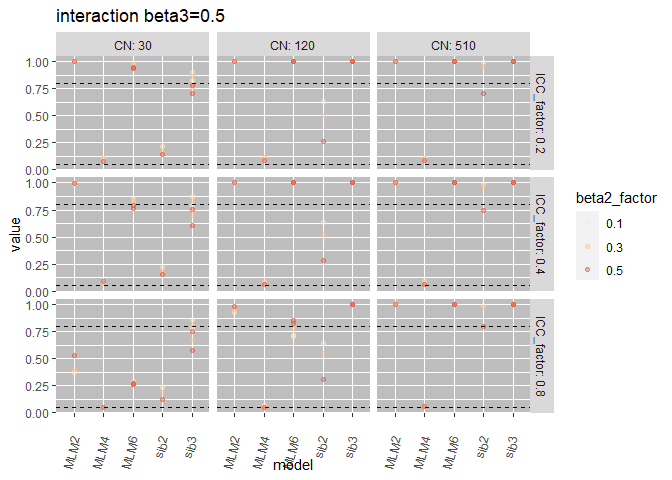 interaction beta3=0.5
CN: 30
CN: 120
CN: 510
value
1.00
0.75
0.50
0.25
0.00
ICC_factor: 0.2
1.00
0.75
0.50
0.25
0.00
ICC_factor: 0.4
1.00
0.75
0.50
0.25
0.00
ICC_factor: 0.8
MLM2
MLM4
MLM6
sib2
sib3
MLM2
MLM4
MLM6
sib2
sib3
MLM2
MLM4
MLM6
sib2
sib3
model
beta2_factor
0.1
0.3
0.5